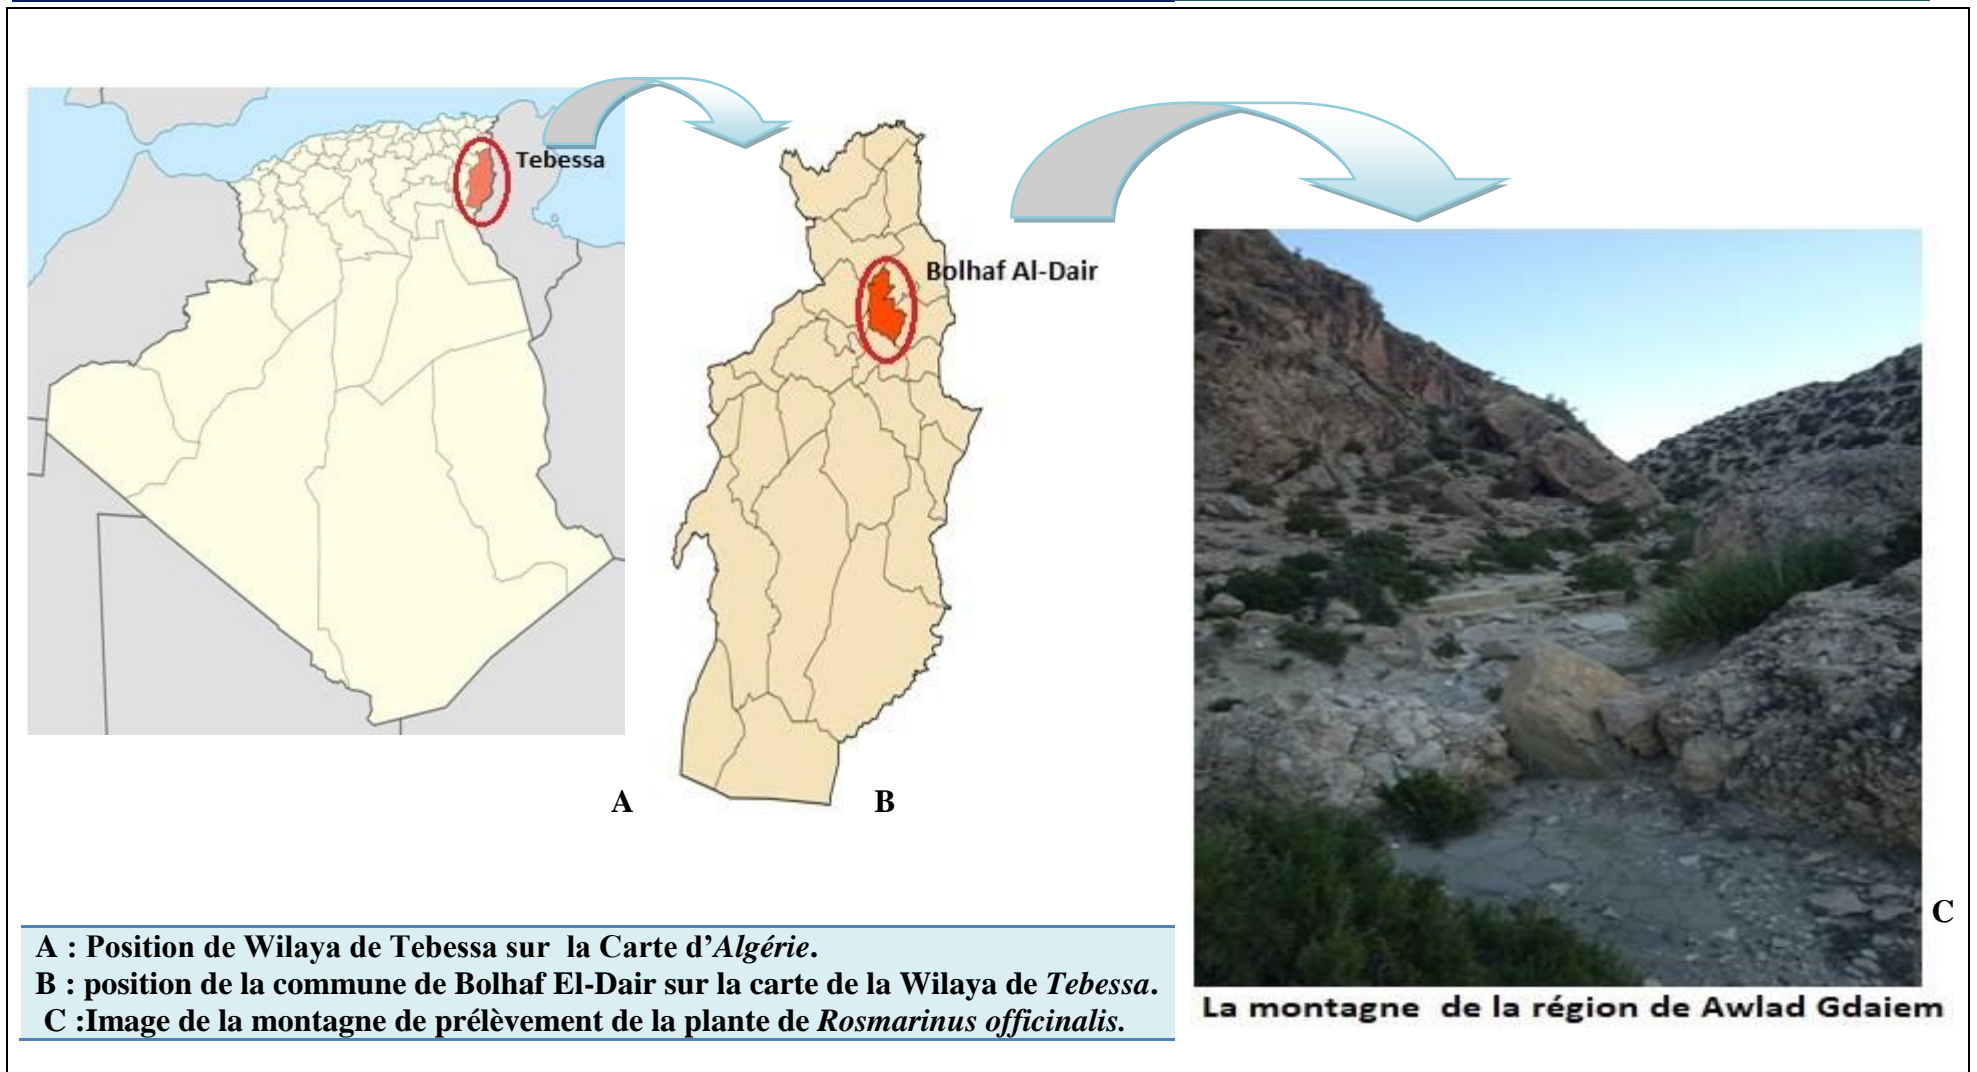 Tebessa
Bolhaf Al-Dair
A
B
C
A : Position de Wilaya de Tebessa sur la Carte d’Algérie.
B : position de la commune de Bolhaf El-Dair sur la carte de la Wilaya de Tebessa.
C :Image de la montagne de prélèvement de la plante de Rosmarinus officinalis.
La montagne de la région de Awlad Gdaiem